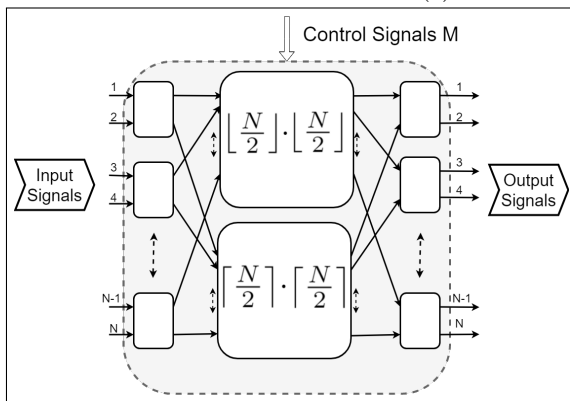 Control Signals M
1
2
3
4
N-1
N
Input
Signals
⌊N/2⌋·⌊N/2⌋
⌈N/2⌉·⌈N/2⌉
1
2
3
4
N-1
N
Output
Signals